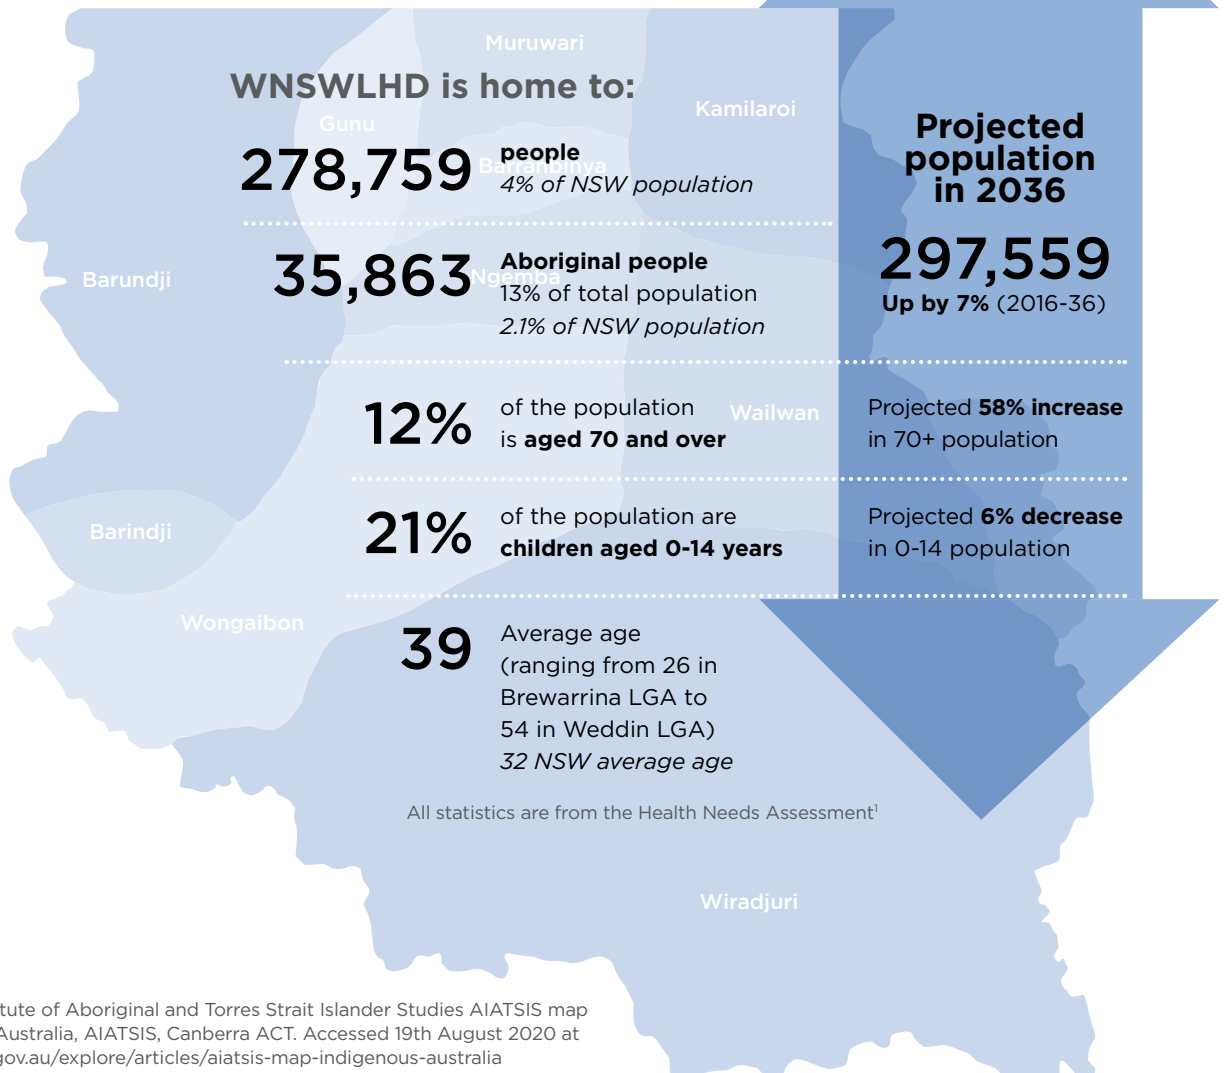 Muruwari
WNSWLHD is home to:
Kamilaroi
Gunu
278,759
people
Barranbinya
4% of NSW population
Projected
population
in 2036
297,559
Up by 7% (2016-36)
Barundji
35,863
Aboriginal people
Ngemba
13% of total population
2.1% of NSW population
12%
of the population
is aged 70 and over
Wailwan
Projected 58% increase
in 70+ population
Barindji
21%
of the population are
children aged 0-14 years
Projected 6% decrease
in 0-14 population
Wongaibon
39
Average age
(ranging from 26 in
Brewarrina LGA to
54 in Weddin LGA)
32 NSW average age
All statistics are from the Health Needs Assessment¹
Wiradjuri
tute of Aboriginal and Torres Strait Islander Studies AIATSIS map
Australia, AIATSIS, Canberra ACT. Accessed 19th August 2020 at
gov.au/explore/articles/aiatsis-map-indigenous-australia